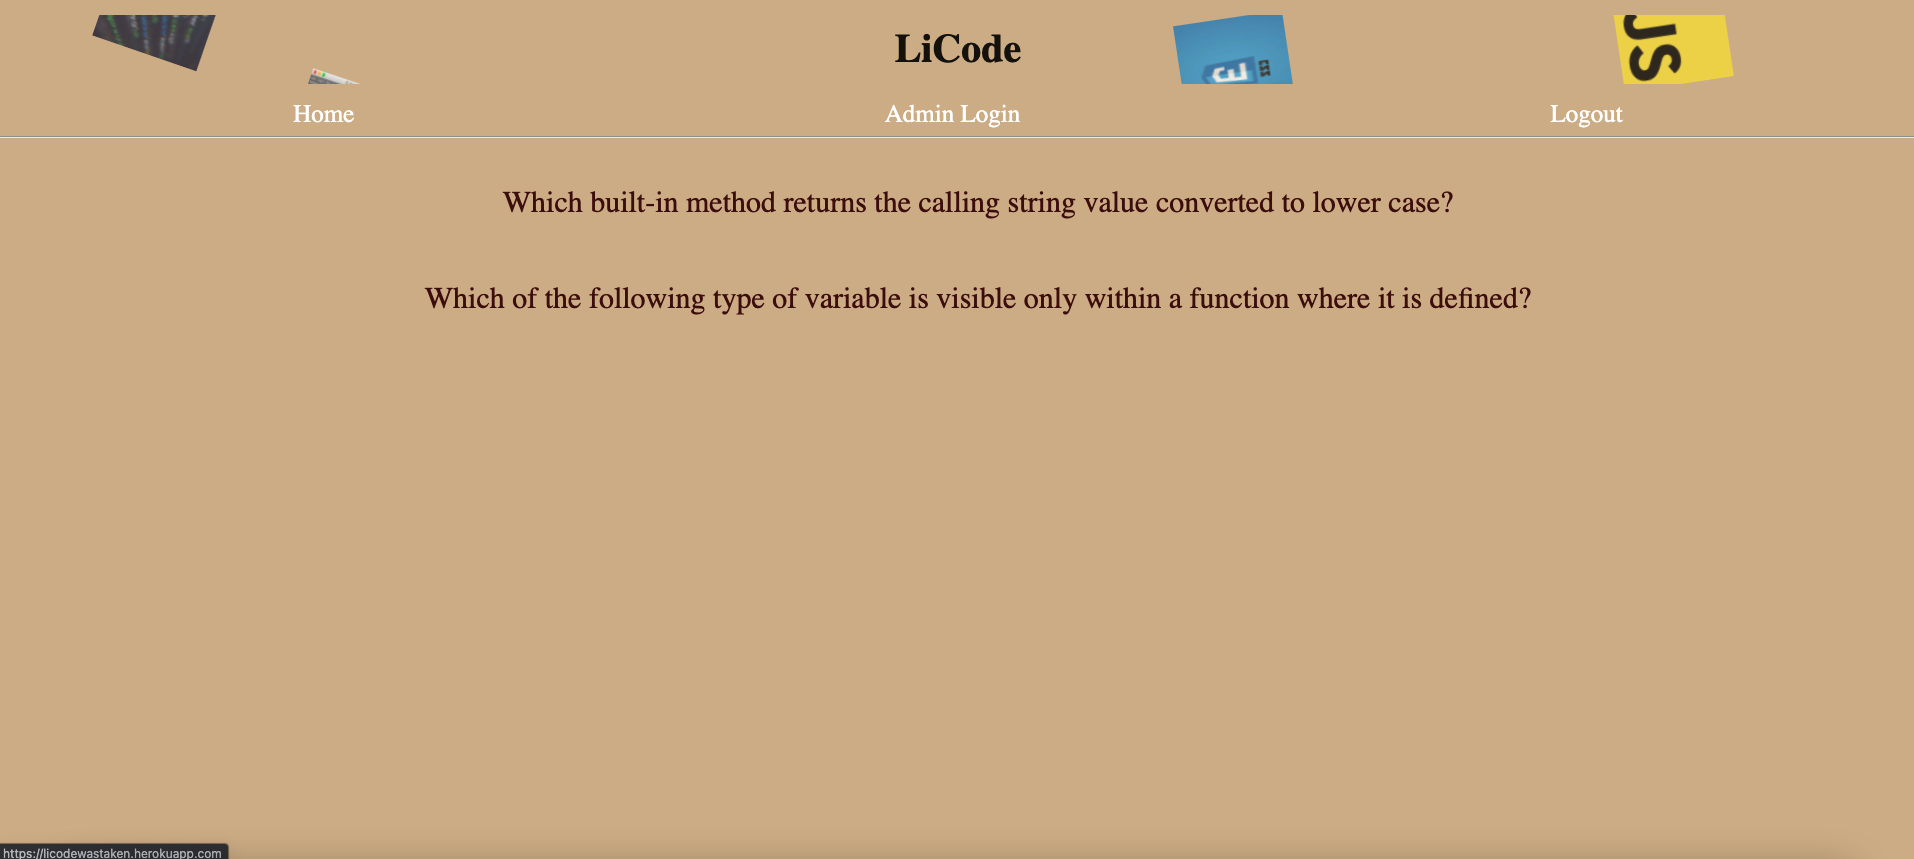 LiCode
JS
Home
Admin Login
Logout
Which built-in method returns the calling string value converted to lower case?
Which of the following type of variable is visible only within a function where it is defined?
https://licodewastaken.herokuapp.com